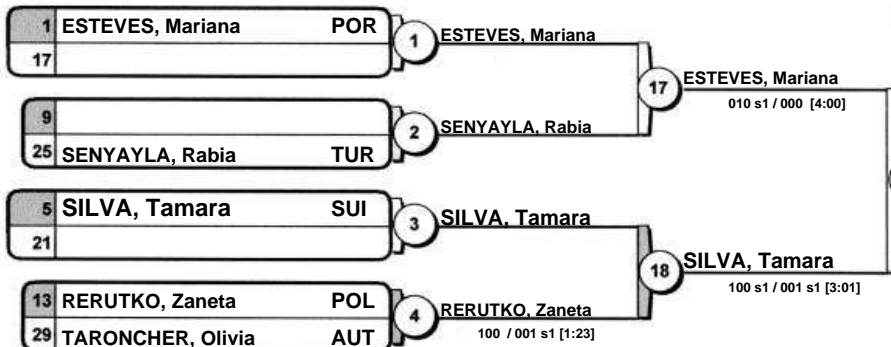 1 ESTEVES, Mariana POR
17
1
ESTEVES, Mariana
9
25 SENYAYLA, Rabia TUR
2
SENYAYLA, Rabia
17
ESTEVES, Mariana
010 s1 / 000 [4:00]
5 SILVA, Tamara SUI
21
3
SILVA, Tamara
13 RERUTKO, Zaneta POL
29 TARONCHER, Olivia AUT
4
RERUTKO, Zaneta
100 / 001 s1 [1:23]
18
SILVA, Tamara
100 s1 / 001 s1 [3:01]